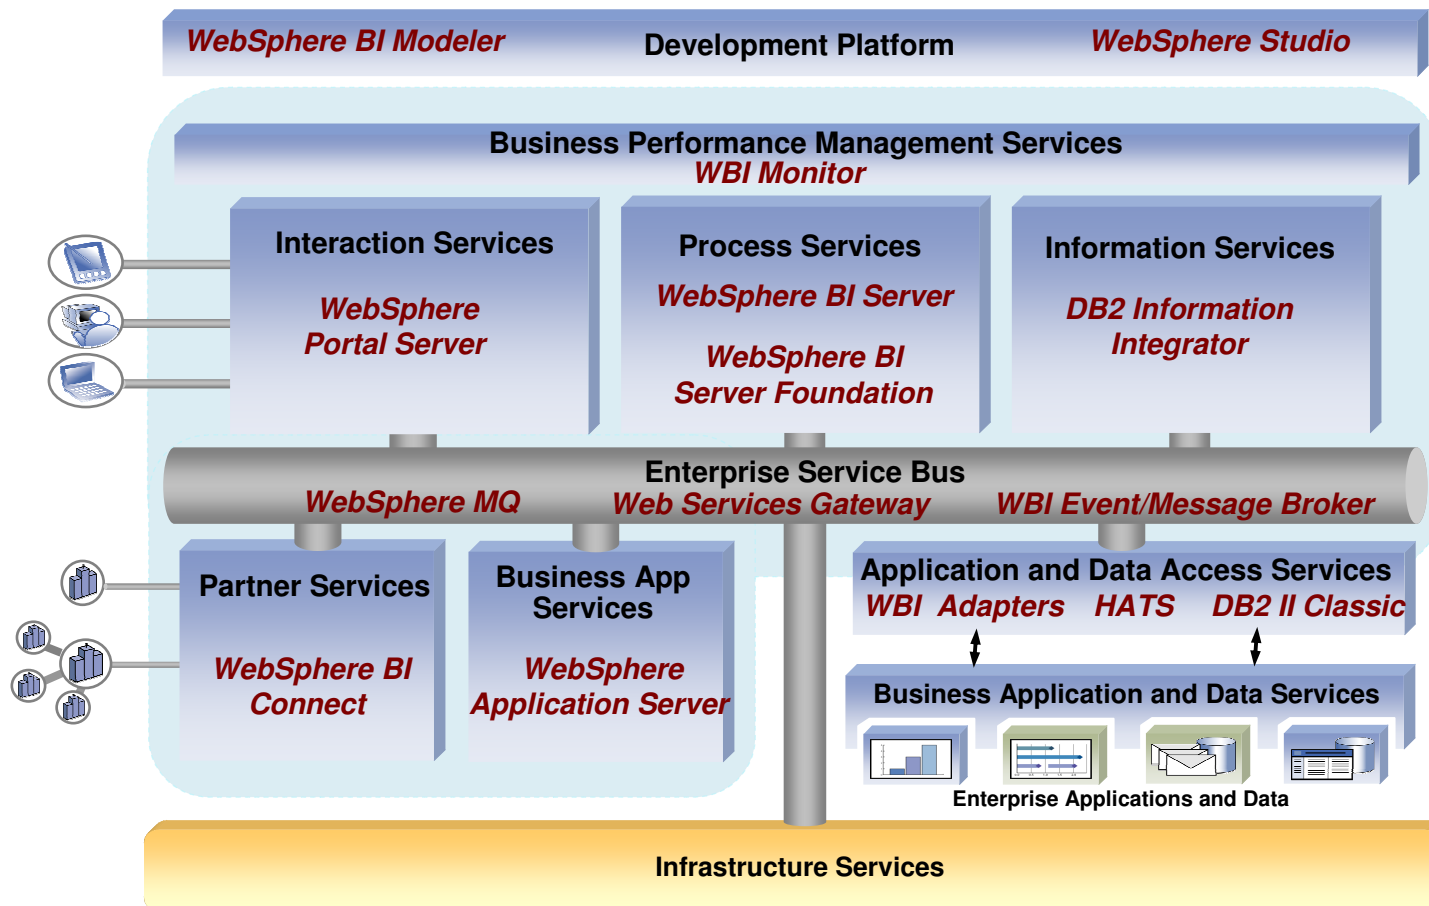 WebSphere BI Modeler
Development Platform
WebSphere Studio
Business Performance Management Services
WBI Monitor
Interaction Services
WebSphere
Portal Server
Process Services
WebSphere BI Server
WebSphere BI
Server Foundation
Information Services
DB2 Information
Integrator
Enterprise Service Bus
WebSphere MQ
Web Services Gateway
WBI Event/Message Broker
Partner Services
WebSphere BI
Connect
Business App
Services
WebSphere
Application Server
Application and Data Access Services
WBI Adapters HATS DB2 II Classic
Business Application and Data Services
Enterprise Applications and Data
Infrastructure Services